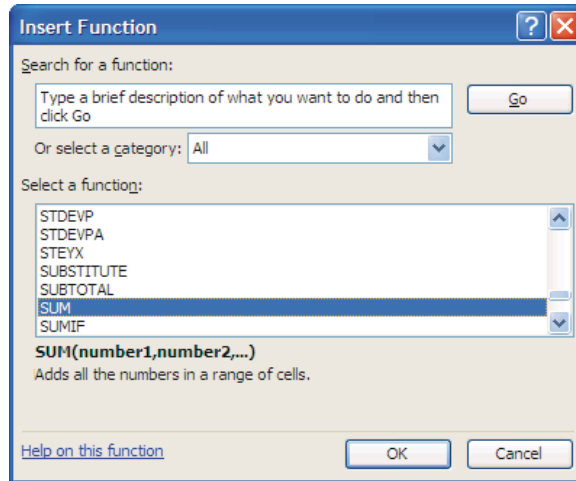 Insert Function
?
Search for a function:
Type a brief description of what you want to do and then
click Go
Go
Or select a category: All
Select a function:
STDEVP
STDEVPA
STEYX
SUBSTITUTE
SUBTOTAL
SUM
SUMIF
SUM(number1,number2,...)
Adds all the numbers in a range of cells.
Help on this function
OK
Cancel